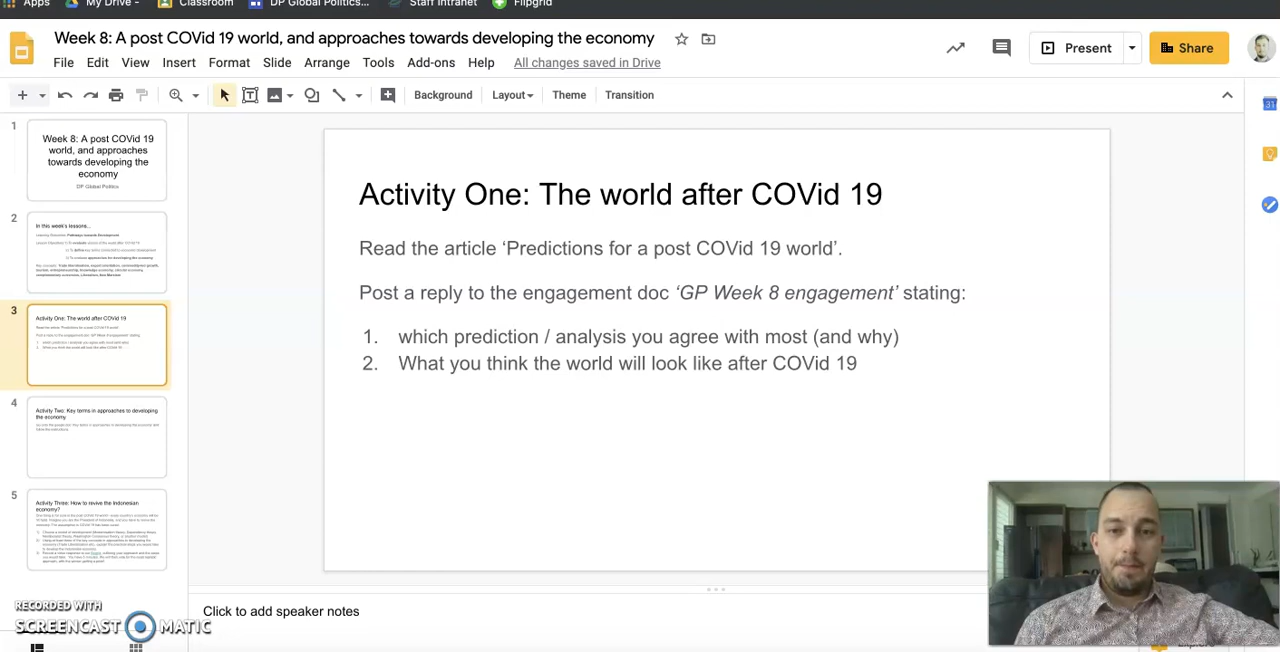 Apps My Drive - Classroom DP Global Politics... Staff Intranet Flipgrid
Week 8: A post COVid 19 world, and approaches towards developing the economy
Present
Share
File Edit View Insert Format Slide Arrange Tools Add-ons Help All changes saved in Drive
Background Layout Theme Transition
31
1
Week 8: A post COVid 19
world, and approaches
towards developing the
economy
DP Global Politics
2
In this week's lessons...
3
Activity One: The world after COVid 19
4
Activity Two: Key terms in approaches to developing
the economy
5
Activity Three: How to revive the Indonesian
economy?
Activity One: The world after COVid 19
Read the article 'Predictions for a post COVid 19 world'.
Post a reply to the engagement doc 'GP Week 8 engagement' stating:
1. which prediction / analysis you agree with most (and why)
2. What you think the world will look like after COVid 19
Click to add speaker notes
RECORDED WITH
SCREENCAST MATIC